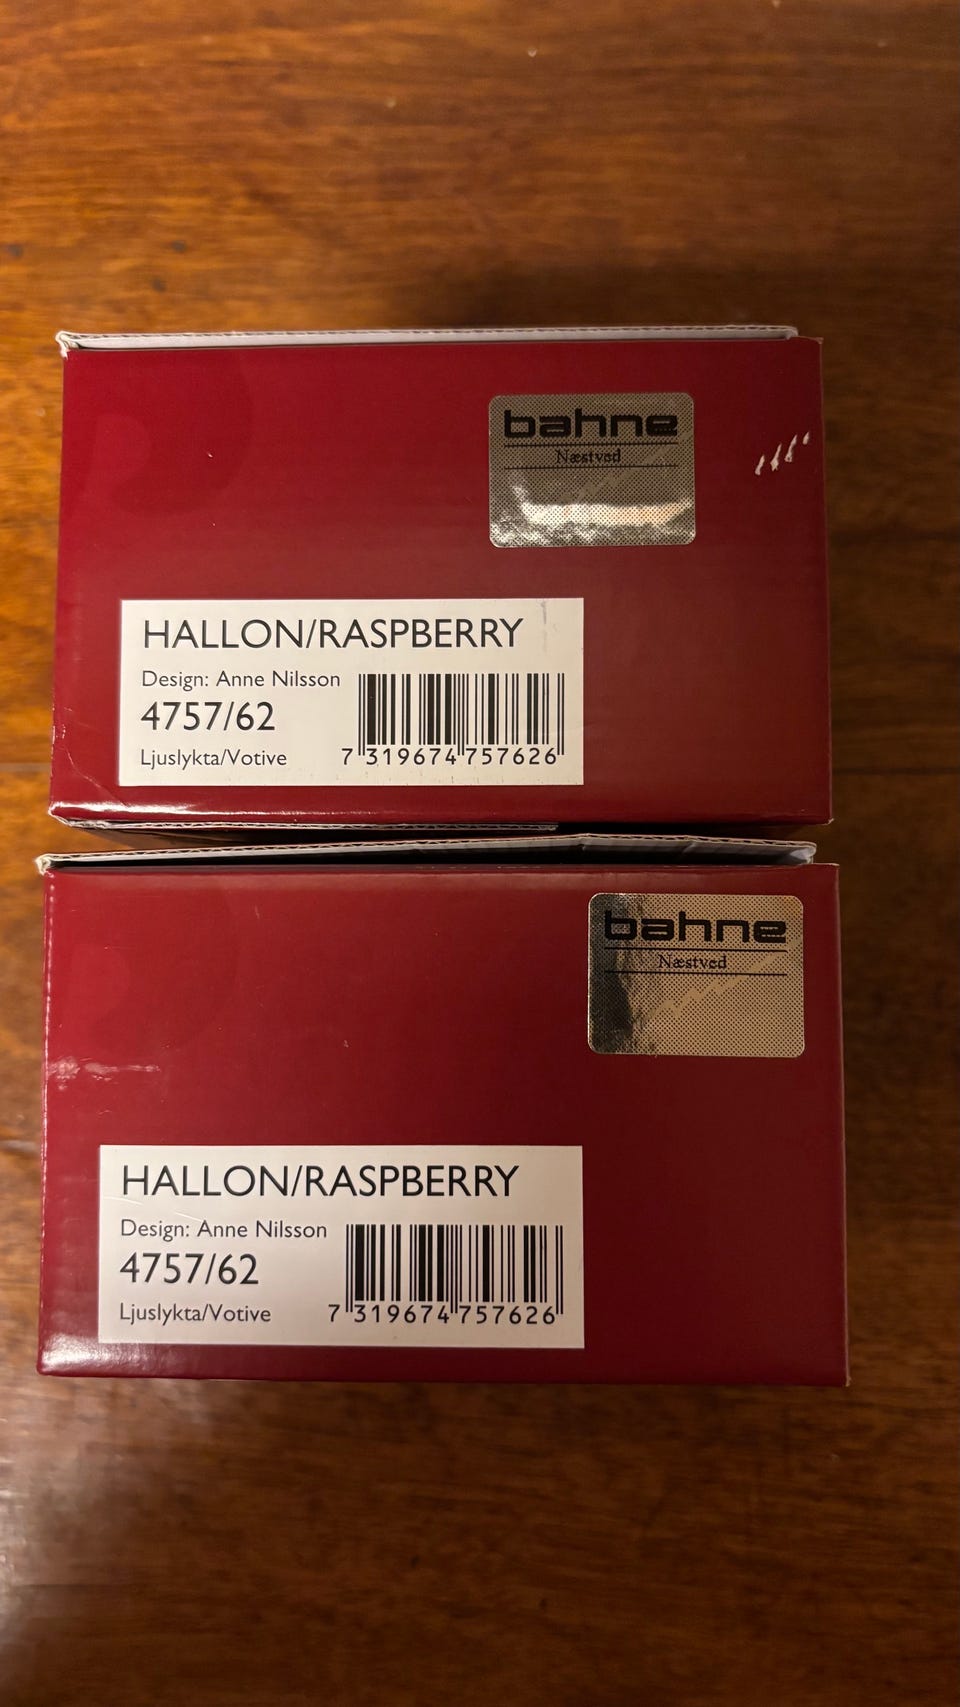 bahne
Næstved
HALLON/RASPBERRY
Design: Anne Nilsson
4757/62
Ljuslykta/Votive
7 319674 757626
bahne
Næstved
HALLON/RASPBERRY
Design: Anne Nilsson
4757/62
Ljuslykta/Votive
7 319674 757626